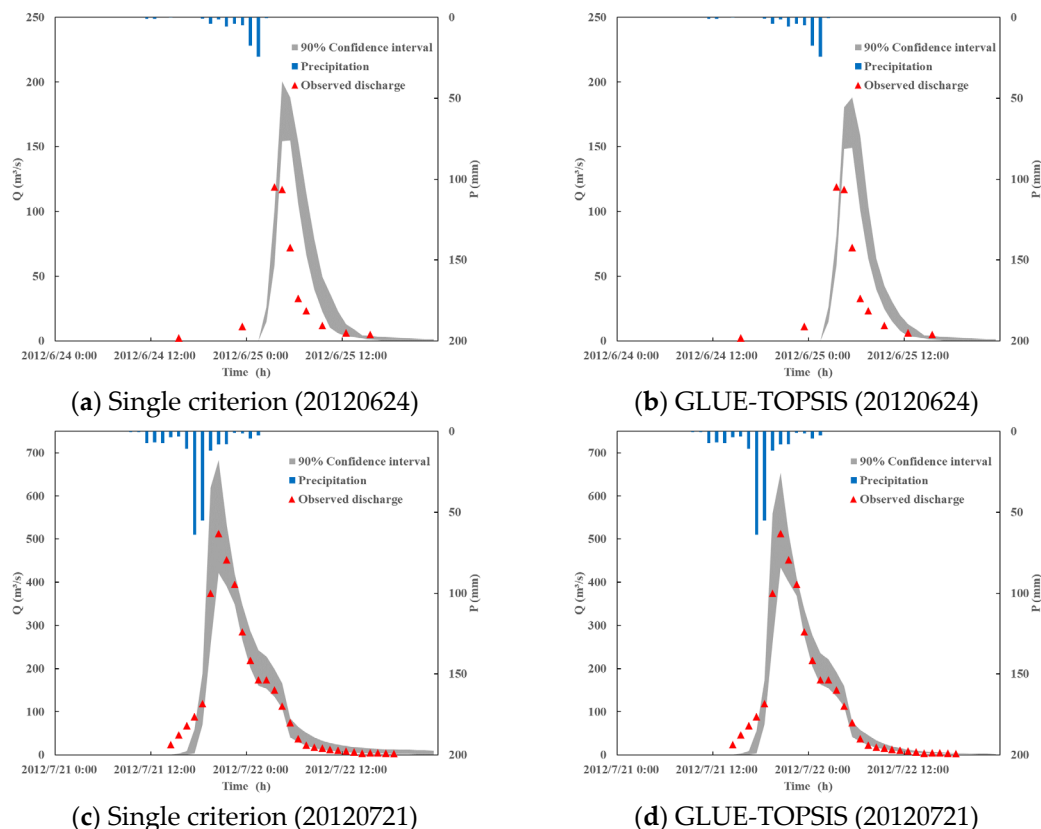 250
200
150
100
50
0
Q (m³/s)
0
50
100
150
200
P (mm)
90% Confidence interval
Precipitation
Observed discharge
2012/6/24 0:00 2012/6/24 12:00 2012/6/25 0:00 2012/6/25 12:00
Time (h)
(a) Single criterion (20120624)
250
200
150
100
50
0
Q (m³/s)
0
50
100
150
200
P (mm)
90% Confidence interval
Precipitation
Observed discharge
2012/6/24 0:00 2012/6/24 12:00 2012/6/25 0:00 2012/6/25 12:00
Time (h)
(b) GLUE-TOPSIS (20120624)
700
600
500
400
300
200
100
0
Q (m³/s)
0
50
100
150
200
P (mm)
90% Confidence interval
Precipitation
Observed discharge
2012/7/21 0:00 2012/7/21 12:00 2012/7/22 0:00 2012/7/22 12:00
Time (h)
(c) Single criterion (20120721)
700
600
500
400
300
200
100
0
Q (m³/s)
0
50
100
150
200
P (mm)
90% Confidence interval
Precipitation
Observed discharge
2012/7/21 0:00 2012/7/21 12:00 2012/7/22 0:00 2012/7/22 12:00
Time (h)
(d) GLUE-TOPSIS (20120721)